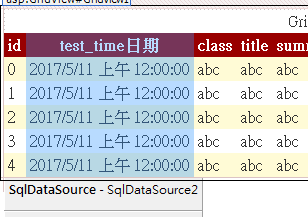 Gri
id test_time日期 class title sum
0 2017/5/11 上午 12:00:00 abc abc abc
1 2017/5/11 上午 12:00:00 abc abc abc
2 2017/5/11 上午 12:00:00 abc abc abc
3 2017/5/11 上午 12:00:00 abc abc abc
4 2017/5/11 上午 12:00:00 abc abc abc
SqlDataSource - SqlDataSource2